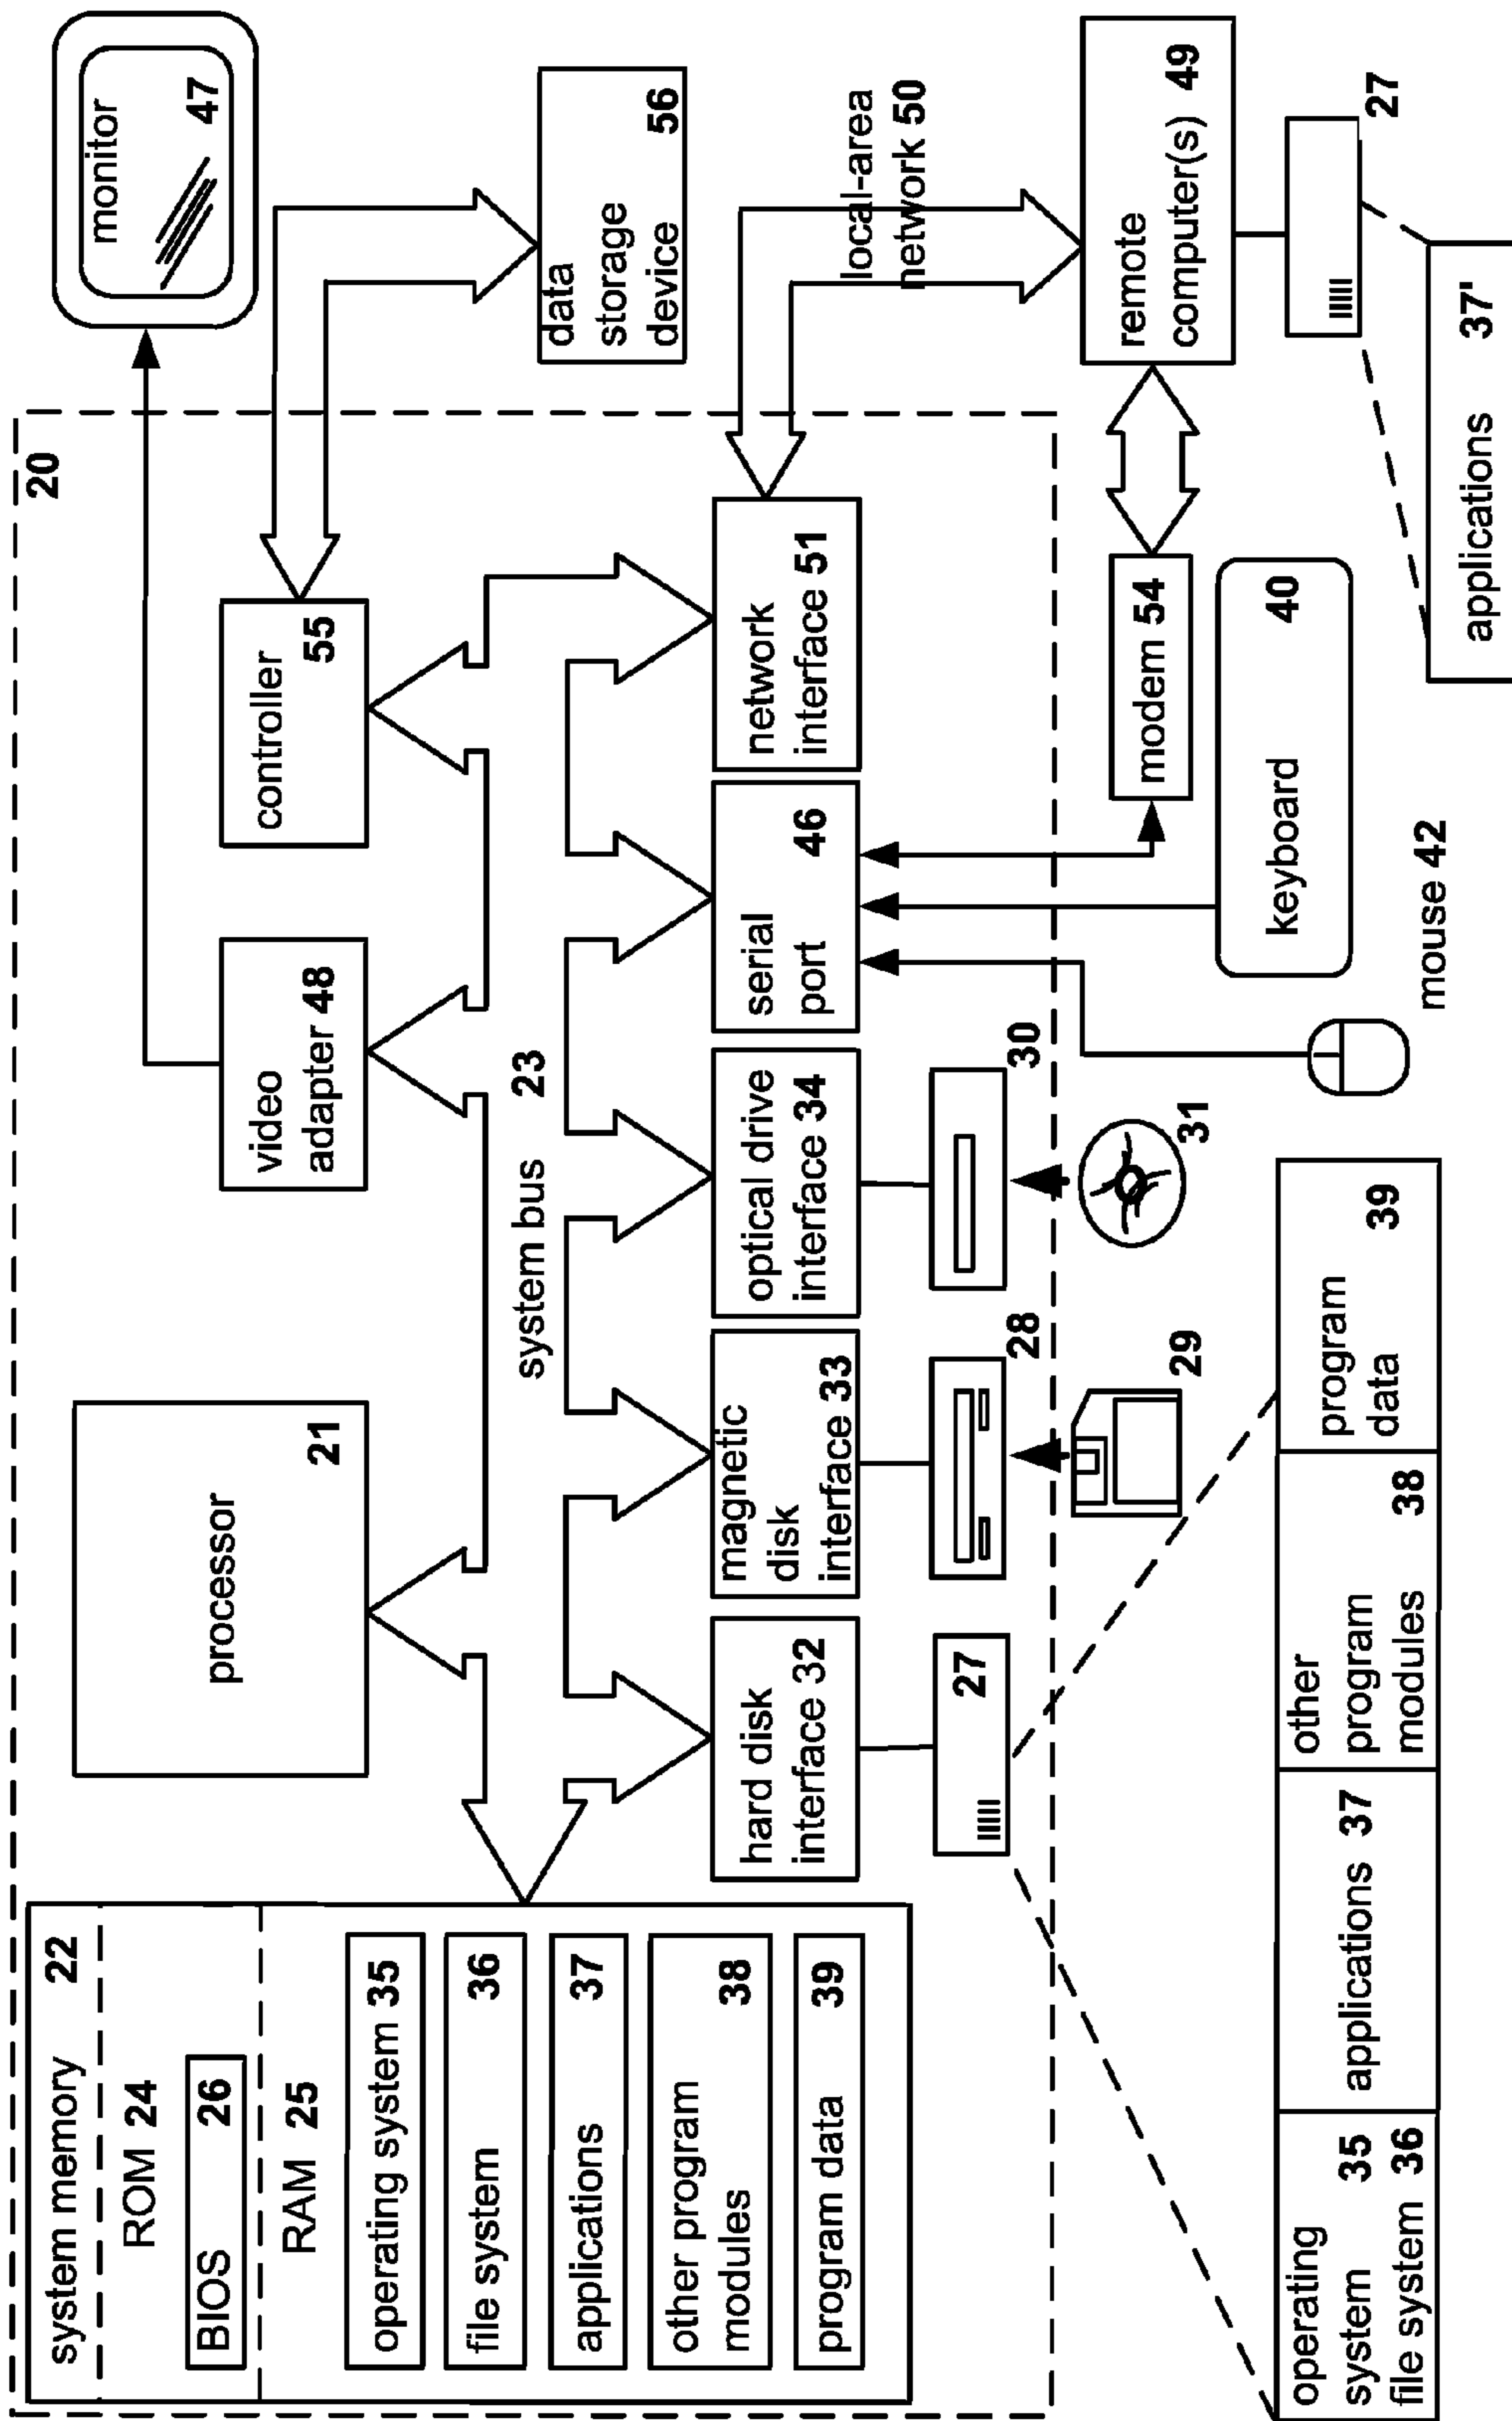 20
system memory 22
ROM 24
BIOS 26
RAM 25
operating system 35
file system 36
applications 37
other program
modules 38
program data 39
processor
21
video
adapter 48
controller
55
monitor
47
system bus 23
data
storage
device 56
hard disk
interface 32
magnetic
disk
interface 33
optical drive
interface 34
serial
port 46
network
interface 51
local-area
network 50
27
28
30
29
31
remote
computer(s) 49
modem 54
keyboard 40
mouse 42
27
operating
system 35
file system 36
applications 37
other
program
modules 38
program
data 39
applications 37'